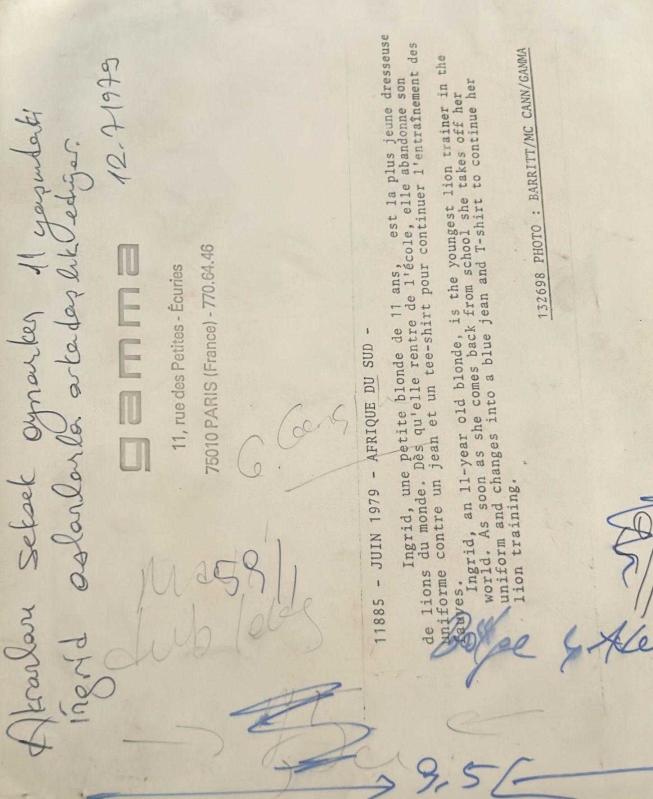 Akranları seksek oynarken 11 yaşındaki
ingrid aslanlarla arkadaşlık ediyor.
12.7.1979
gamma
11, rue des Petites - Écuries
75010 PARIS (France) - 770.64.46
59
11885 - JUIN 1979 - AFRIQUE DU SUD -
Ingrid, une petite blonde de 11 ans, est la plus jeune dresseuse
de lions du monde. Dès qu'elle rentre de l'école, elle abandonne son
uniforme contre un jean et un tee-shirt pour continuer l'entraînement des
fauves.
Ingrid, an 11-year old blonde, is the youngest lion trainer in the
world. As soon as she comes back from school she takes off her
uniform and changes into a blue jean and T-shirt to continue her
lion training.
132698 PHOTO : BARRITT/MC CANN/GAMMA
9,5